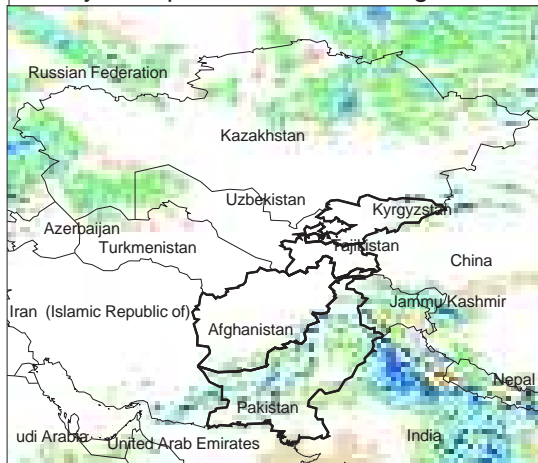 Russian Federation
Kazakhstan
Uzbekistan
Kyrgyzstan
Azerbaijan
Turkmenistan
Tajikistan
China
Iran (Islamic Republic of)
Jammu/Kashmir
Afghanistan
Nepal
Pakistan
udi Arabia
United Arab Emirates
India